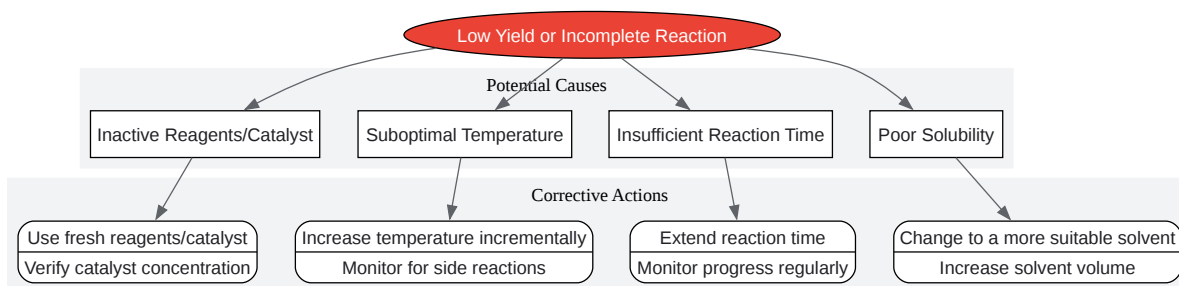 Low Yield or Incomplete Reaction
Potential Causes
Inactive Reagents/Catalyst
Suboptimal Temperature
Insufficient Reaction Time
Poor Solubility
Corrective Actions
Use fresh reagents/catalyst
Verify catalyst concentration
Increase temperature incrementally
Monitor for side reactions
Extend reaction time
Monitor progress regularly
Change to a more suitable solvent
Increase solvent volume